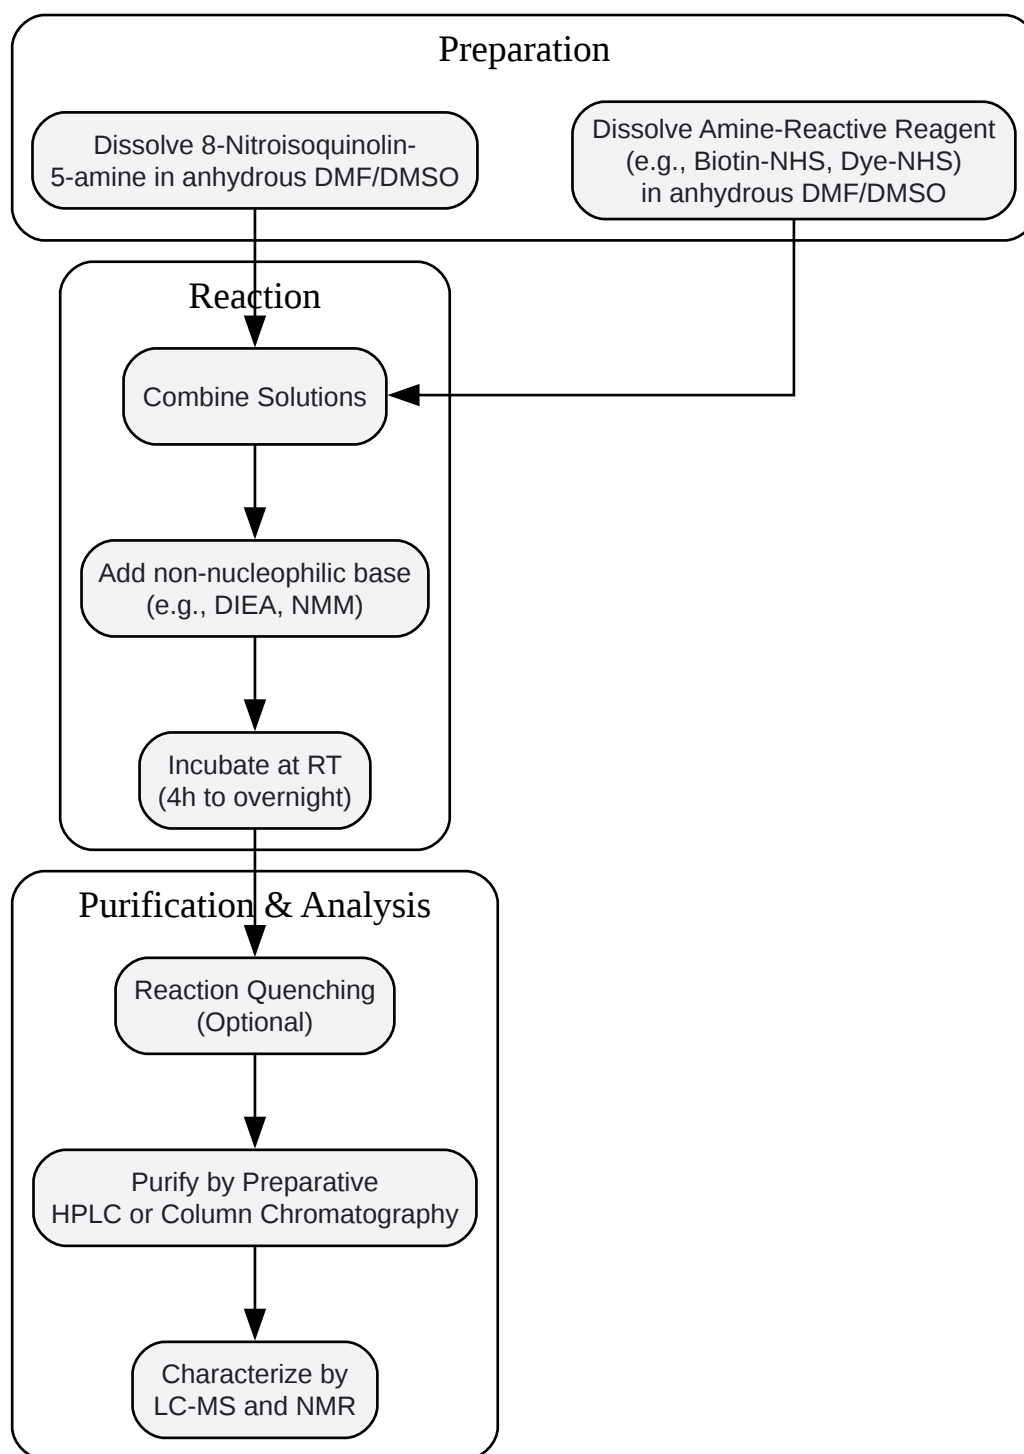 Preparation
Dissolve 8-Nitroisoquinolin-
5-amine in anhydrous DMF/DMSO
Dissolve Amine-Reactive Reagent
(e.g., Biotin-NHS, Dye-NHS)
in anhydrous DMF/DMSO
Reaction
Combine Solutions
Add non-nucleophilic base
(e.g., DIEA, NMM)
Incubate at RT
(4h to overnight)
Purification & Analysis
Reaction Quenching
(Optional)
Purify by Preparative
HPLC or Column Chromatography
Characterize by
LC-MS and NMR